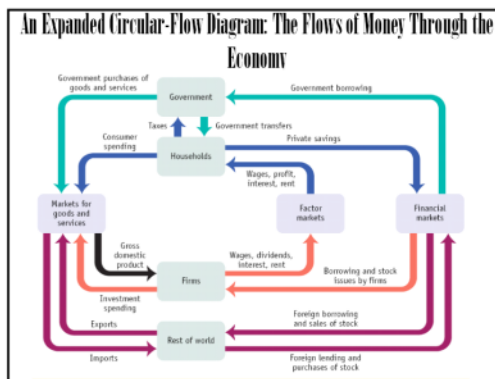 An Expanded Circular-Flow Diagram: The Flows of Money Through the
Economy
Government purchases of
goods and services
Government
Government borrowing
Taxes
Government transfers
Consumer
spending
Households
Private savings
Wages, profit,
interest, rent
Markets for
goods and
services
Factor
markets
Financial
markets
Gross
domestic
product
Wages, dividends,
interest, rent
Firms
Borrowing and stock
issues by firms
Investment
spending
Exports
Foreign borrowing
and sales of stock
Rest of world
Imports
Foreign lending and
purchases of stock